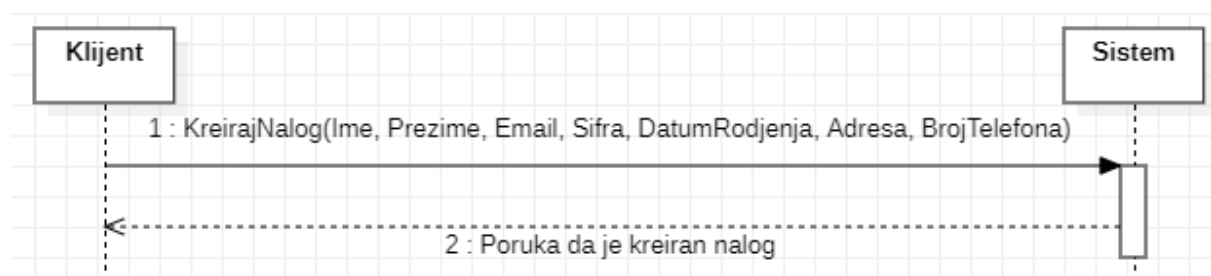 Klijent
Sistem
1 : KreirajNalog(Ime, Prezime, Email, Sifra, DatumRodjenja, Adresa, BrojTelefona)
2 : Poruka da je kreiran nalog